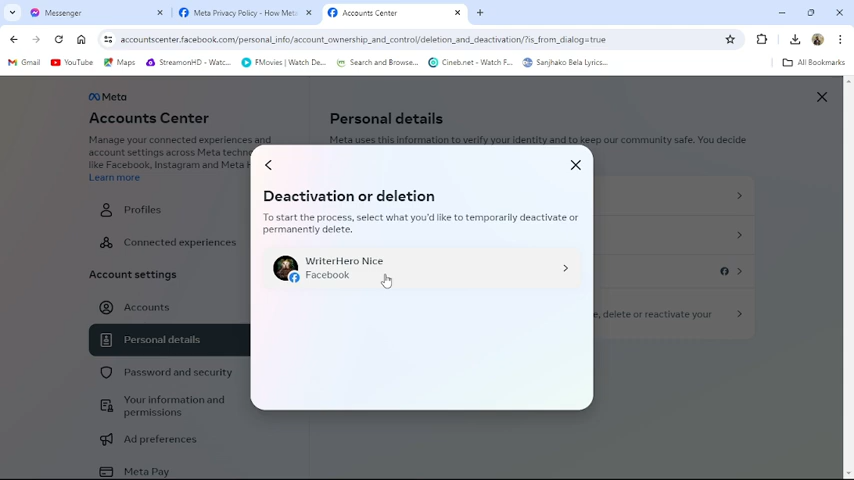 Messenger
Meta Privacy Policy - How Meta
Accounts Center
accountscenter.facebook.com/personal_info/account_ownership_and_control/deletion_and_deactivation/?is_from_dialog=true
Gmail
YouTube
Maps
StreamonHD - Watc...
FMovies | Watch De...
Search and Browse...
Cineb.net - Watch F...
Sanjhako Bela Lyrics...
All Bookmarks
Meta
Accounts Center
Manage your connected experiences and
account settings across Meta techn
like Facebook, Instagram and Meta H
Learn more
Profiles
Connected experiences
Account settings
Accounts
Personal details
Password and security
Your information and
permissions
Ad preferences
Meta Pay
Personal details
Meta uses this information to verify your identity and to keep our community safe. You decide
e, delete or reactivate your
Deactivation or deletion
To start the process, select what you'd like to temporarily deactivate or
permanently delete.
WriterHero Nice
Facebook